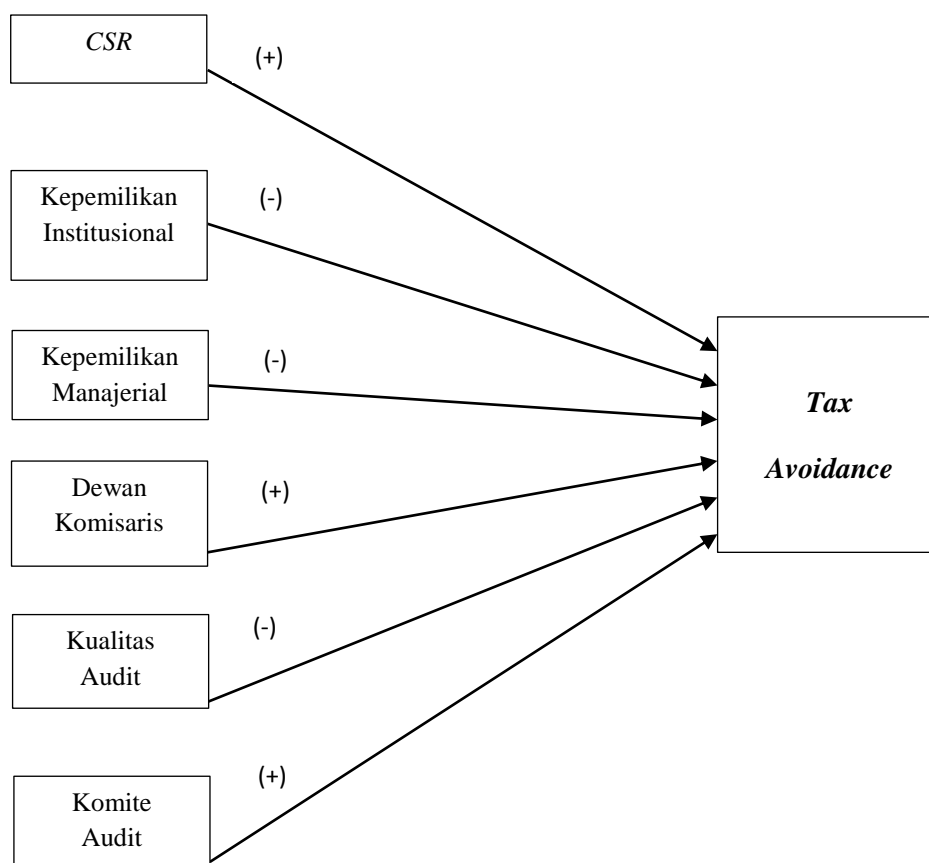 CSR
(+)
Kepemilikan
Institusional
(-)
Kepemilikan
Manajerial
(-)
Dewan
Komisaris
(+)
Kualitas
Audit
(-)
Komite
Audit
(+)
Tax
Avoidance